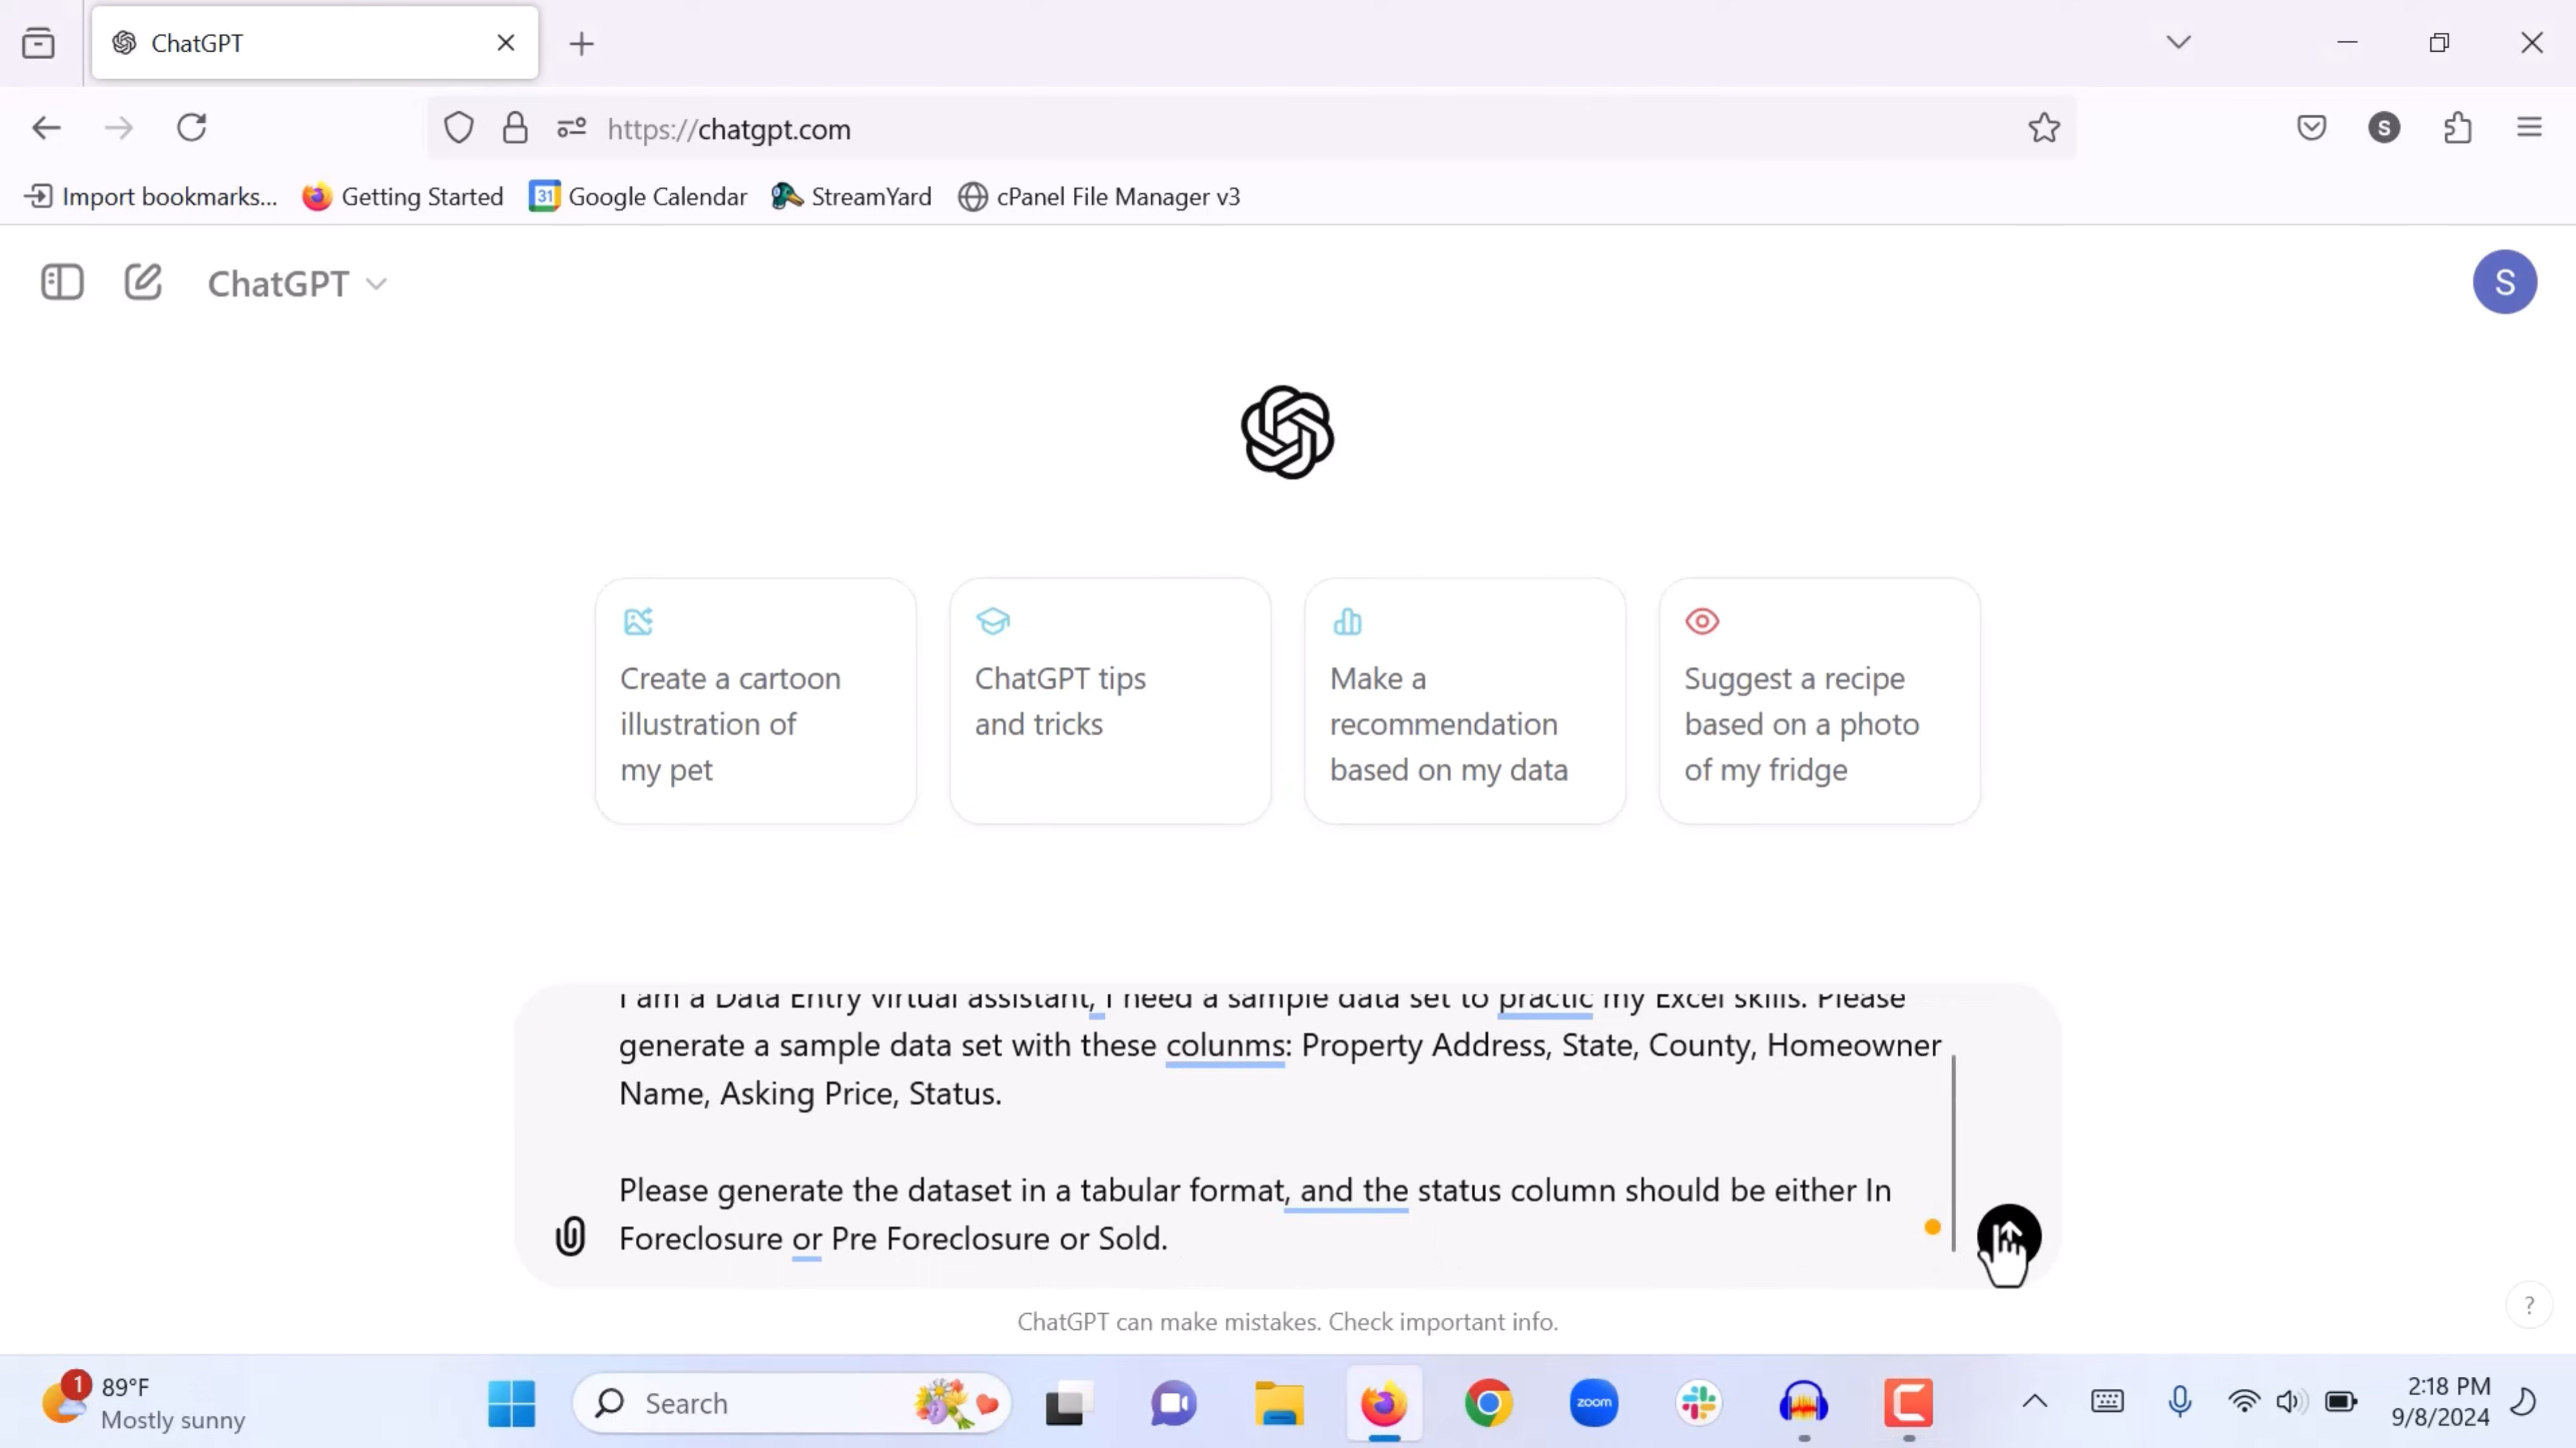 ChatGPT
https://chatgpt.com
Import bookmarks...
Getting Started
31
Google Calendar
StreamYard
cPanel File Manager v3
S
ChatGPT
S
Create a cartoon
illustration of
my pet
ChatGPT tips
and tricks
Make a
recommendation
based on my data
Suggest a recipe
based on a photo
of my fridge
I am a Data Entry virtual assistant, I need a sample data set to practic my Excel skills. Please
generate a sample data set with these colunms: Property Address, State, County, Homeowner
Name, Asking Price, Status.
Please generate the dataset in a tabular format, and the status column should be either In
Foreclosure or Pre Foreclosure or Sold.
ChatGPT can make mistakes. Check important info.
?
1
89°F
Mostly sunny
Search
zoom
2:18 PM
9/8/2024